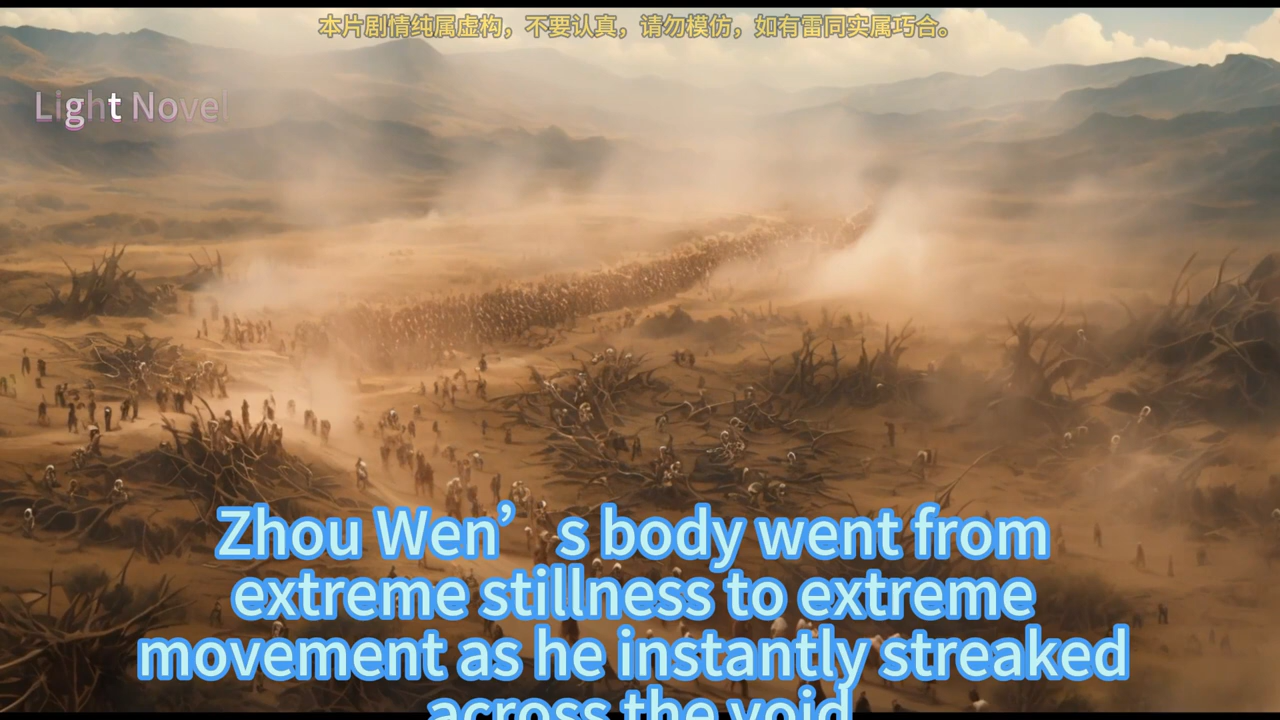 本片剧情纯属虚构，不要认真，请勿模仿，如有雷同实属巧合。
Light Novel
Zhou Wen’s body went from
extreme stillness to extreme
movement as he instantly streaked
across the void